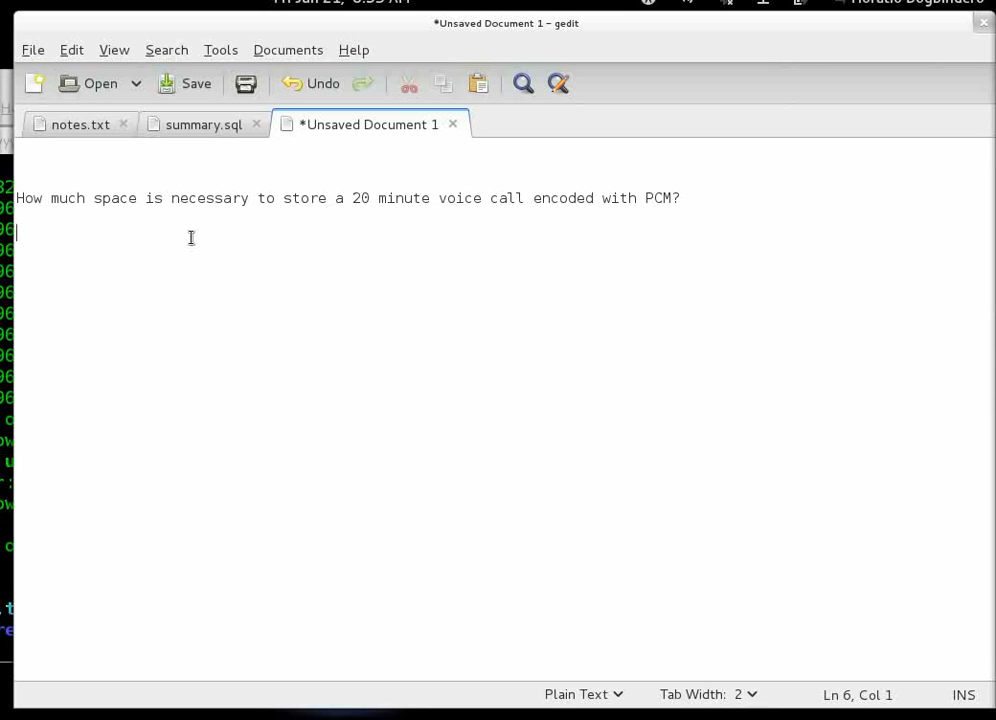 *Unsaved Document 1 – gedit
File Edit View Search Tools Documents Help
Open Save Undo
notes.txt summary.sql *Unsaved Document 1
How much space is necessary to store a 20 minute voice call encoded with PCM?
Plain Text Tab Width: 2 Ln 6, Col 1 INS